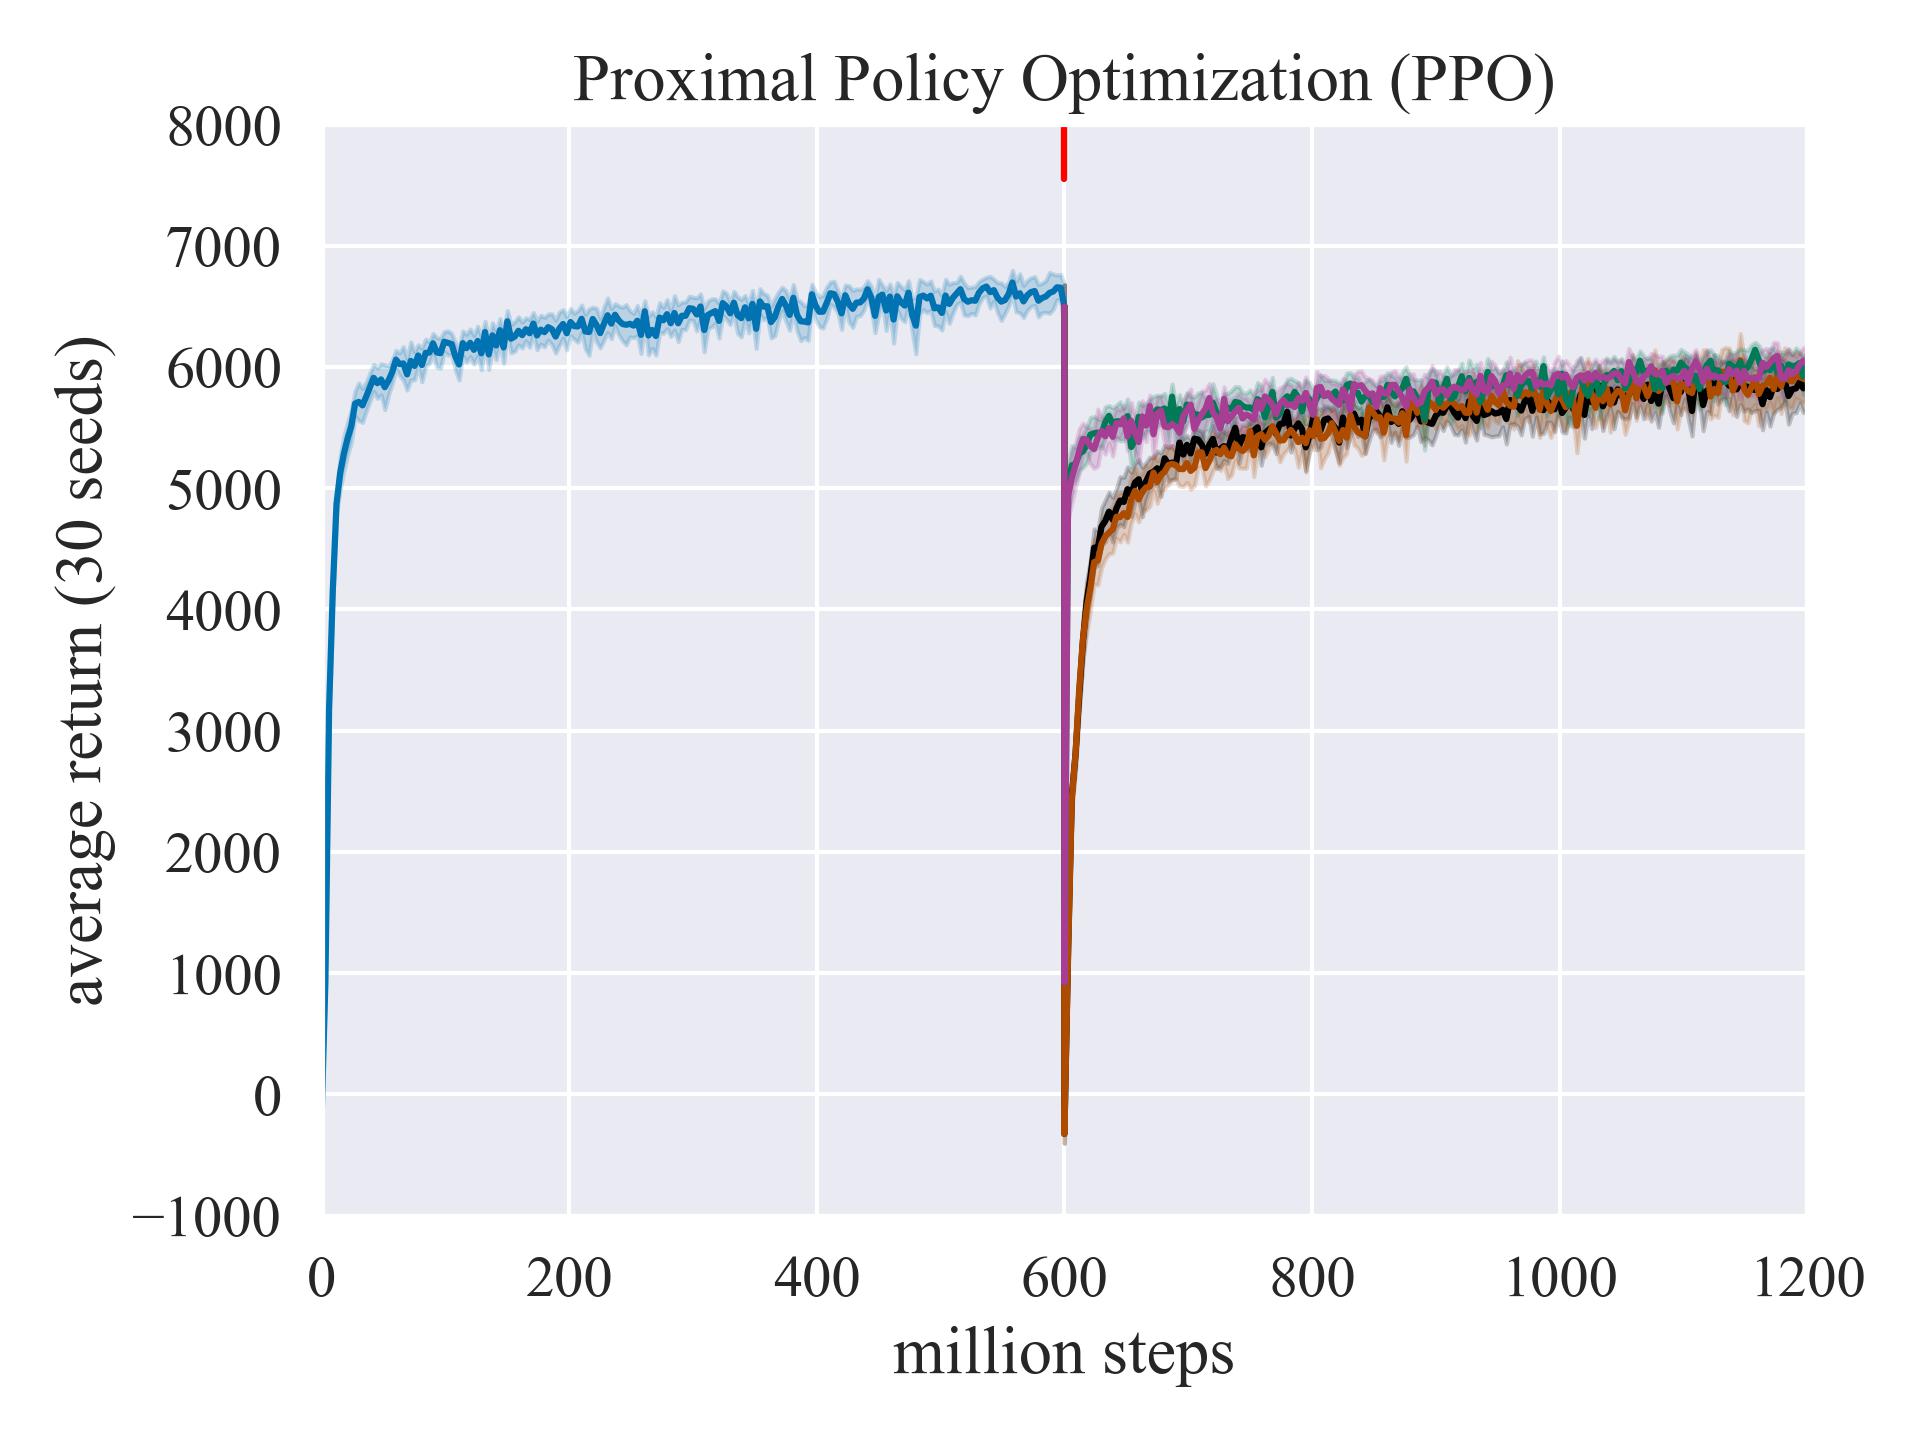 Proximal Policy Optimization (PPO)
8000
7000
6000
5000
4000
3000
2000
1000
0
−1000
average return (30 seeds)
0 200 400 600 800 1000 1200
million steps